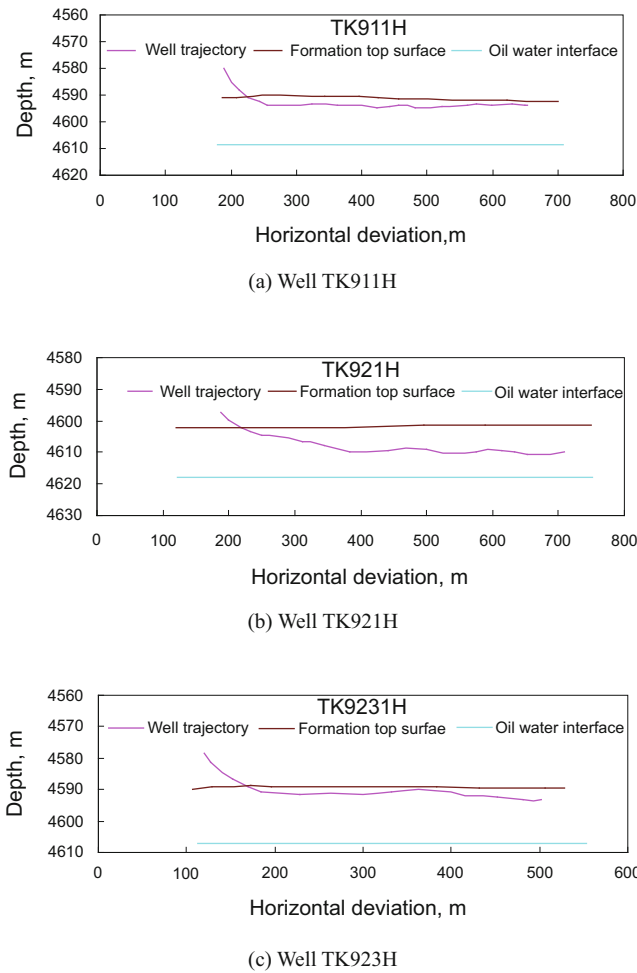 TK911H
Well trajectory Formation top surface Oil water interface
Depth, m
4560
4570
4580
4590
4600
4610
4620
0 100 200 300 400 500 600 700 800
Horizontal deviation,m
(a) Well TK911H
TK921H
Well trajectory Formation top surface Oil water interface
Depth, m
4580
4590
4600
4610
4620
4630
0 100 200 300 400 500 600 700 800
Horizontal deviation, m
(b) Well TK921H
TK9231H
Well trajectory Formation top surfae Oil water interface
Depth, m
4560
4570
4580
4590
4600
4610
0 100 200 300 400 500 600
Horizontal deviation, m
(c) Well TK923H